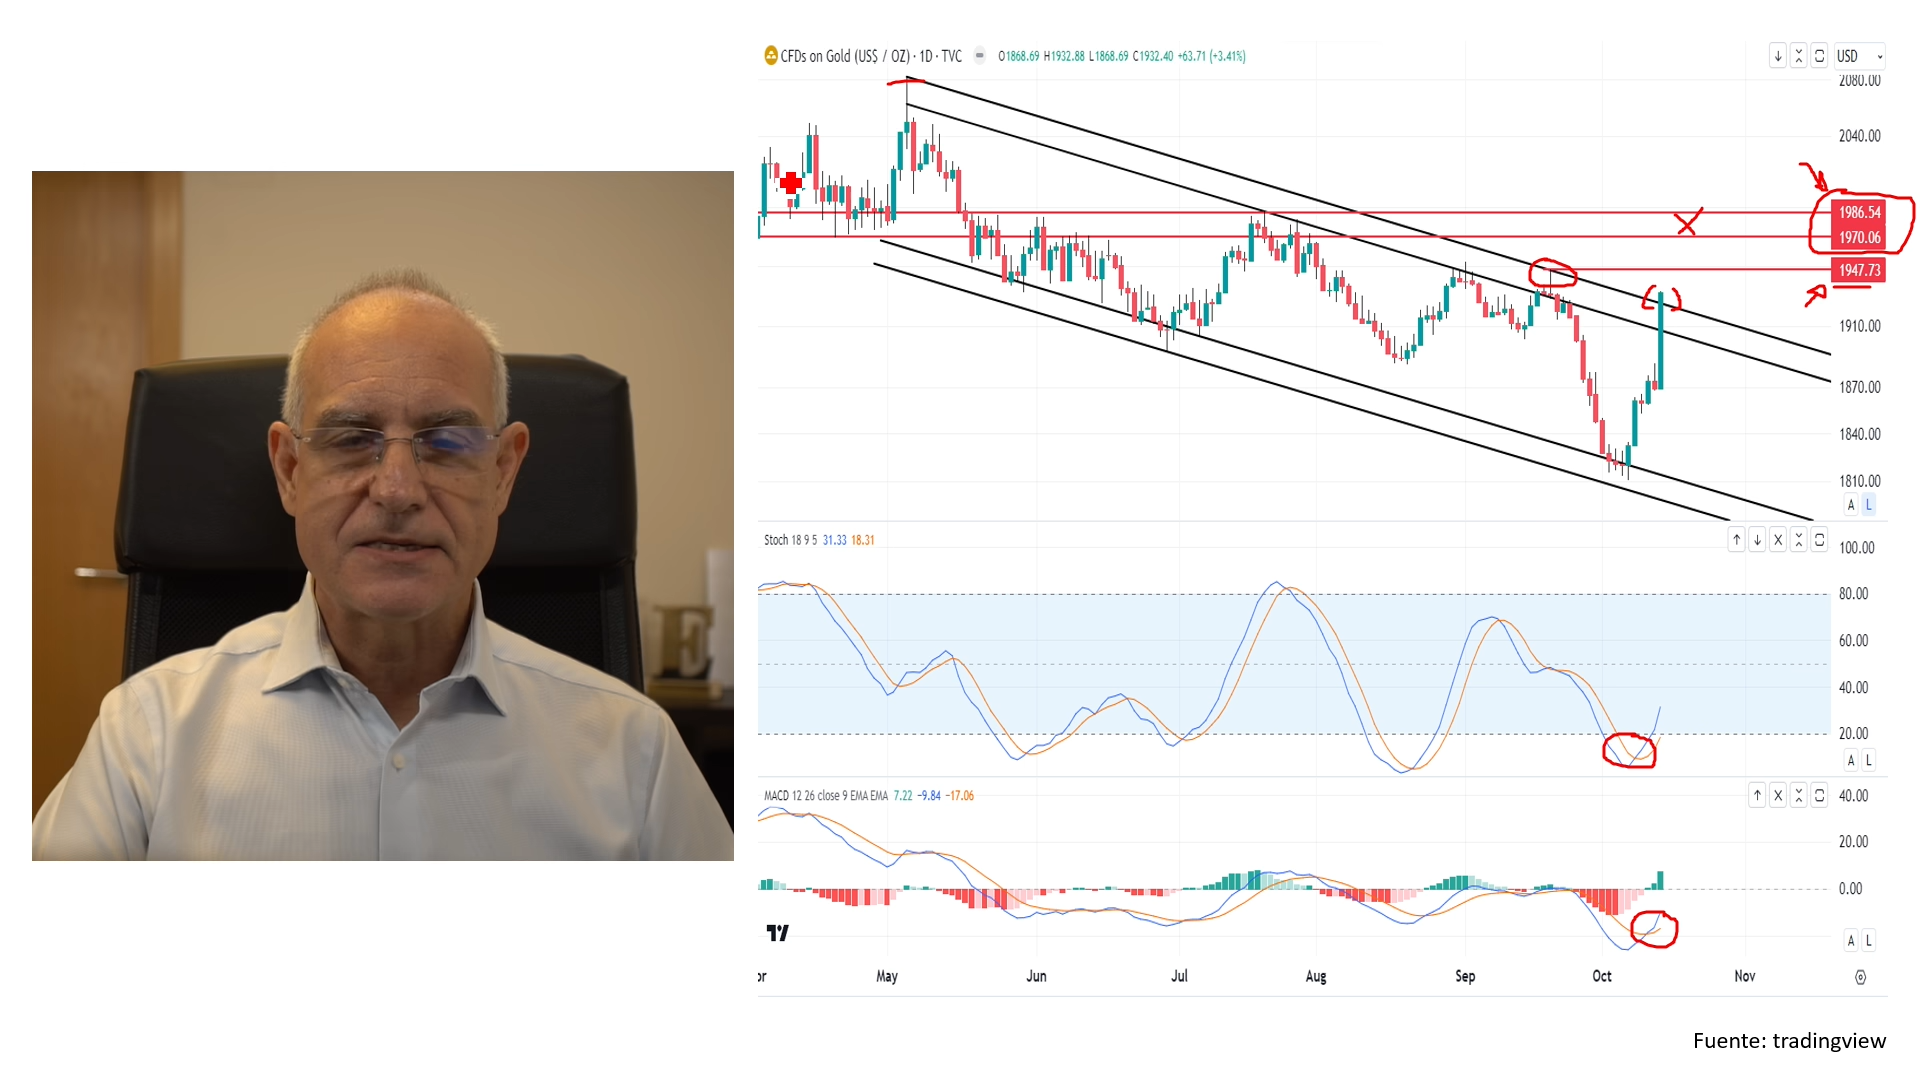 CFDs on Gold (US$ / OZ) · 1D · TVC O1868.69 H1932.88 L1868.69 C1932.40 +63.71 (+3.41%)
USD
2080.00
2040.00
1986.54
1970.06
1947.73
1910.00
1870.00
1840.00
1810.00
A L
Stoch 18 9 5 31.33 18.31
100.00
80.00
60.00
40.00
20.00
A L
MACD 12 26 close 9 EMA EMA 7.22 −9.84 −17.06
40.00
20.00
0.00
A L
May Jun Jul Aug Sep Oct Nov
Fuente: tradingview